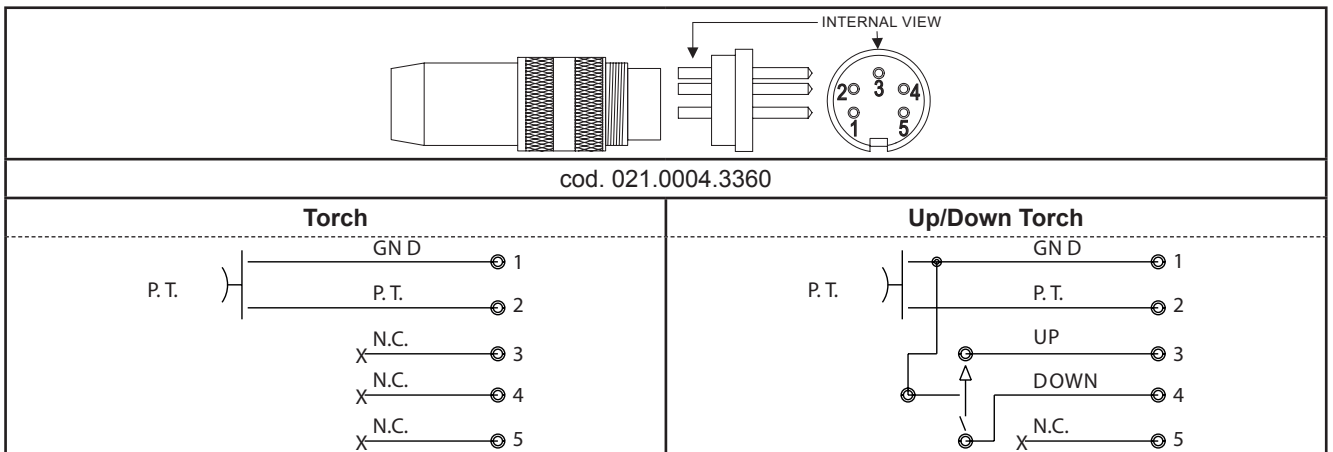 INTERNAL VIEW
2 3 4
1 5
cod. 021.0004.3360
Torch
GN D
1
P. T.
P. T.
2
N.C.
X
3
N.C.
X
4
N.C.
X
5
Up/Down Torch
GN D
1
P. T.
P. T.
2
UP
3
DOWN
4
N.C.
X
5